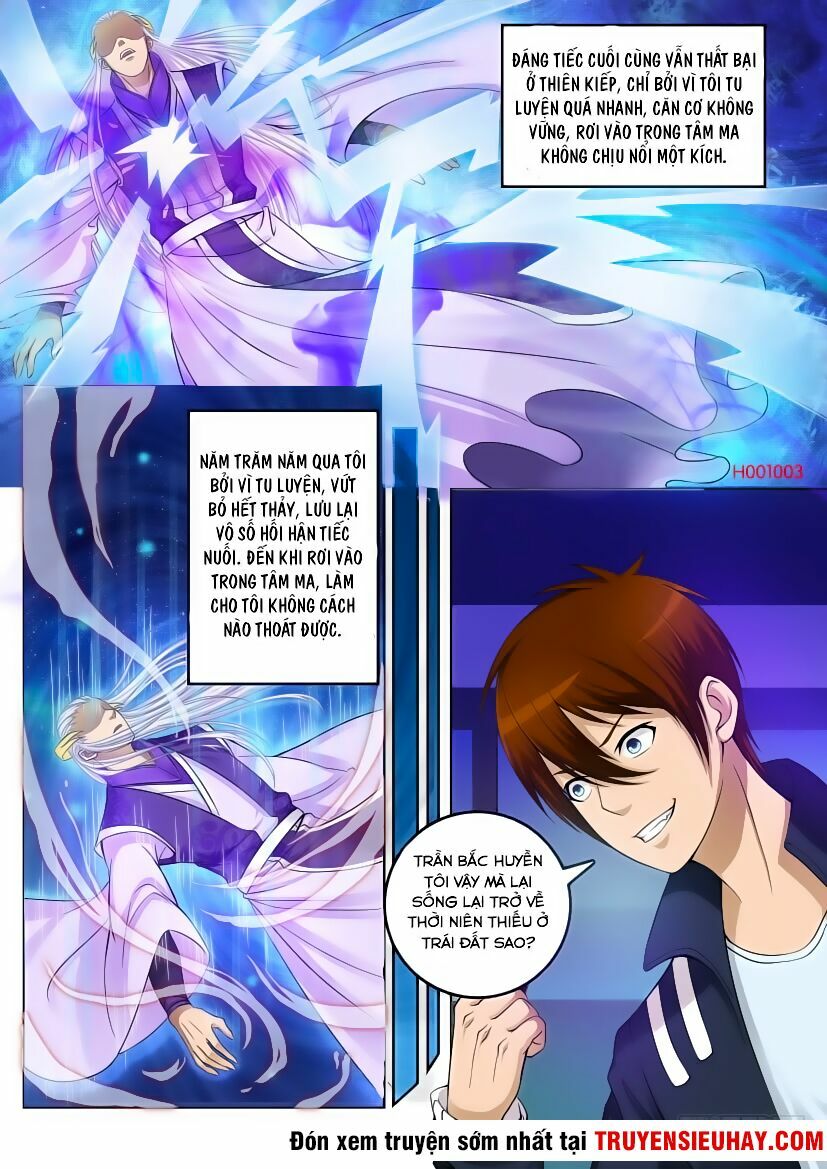 ĐÁNG TIẾC CUỐI CÙNG VẪN THẤT BẠI
Ở THIÊN KIẾP, CHỈ BỞI VÌ TÔI TU
LUYỆN QUÁ NHANH, CĂN CƠ KHÔNG
VỮNG, RƠI VÀO TRONG TÂM MA
KHÔNG CHỊU NỔI MỘT KÍCH.
H001003
NĂM TRĂM NĂM QUA TÔI
BỞI VÌ TU LUYỆN, VỨT
BỎ HẾT THẢY, LƯU LẠI
VÔ SỐ HỐI HẬN TIẾC
NUỐI. ĐẾN KHI RƠI VÀO
TRONG TÂM MA, LÀM
CHO TÔI KHÔNG CÁCH
NÀO THOÁT ĐƯỢC.
TRẦN BẮC HUYỀN
TÔI VẬY MÀ LẠI
SỐNG LẠI TRỞ VỀ
THỜI NIÊN THIẾU Ở
TRÁI ĐẤT SAO?
Đón xem truyện sớm nhất tại TRUYENSIEUHAY.COM